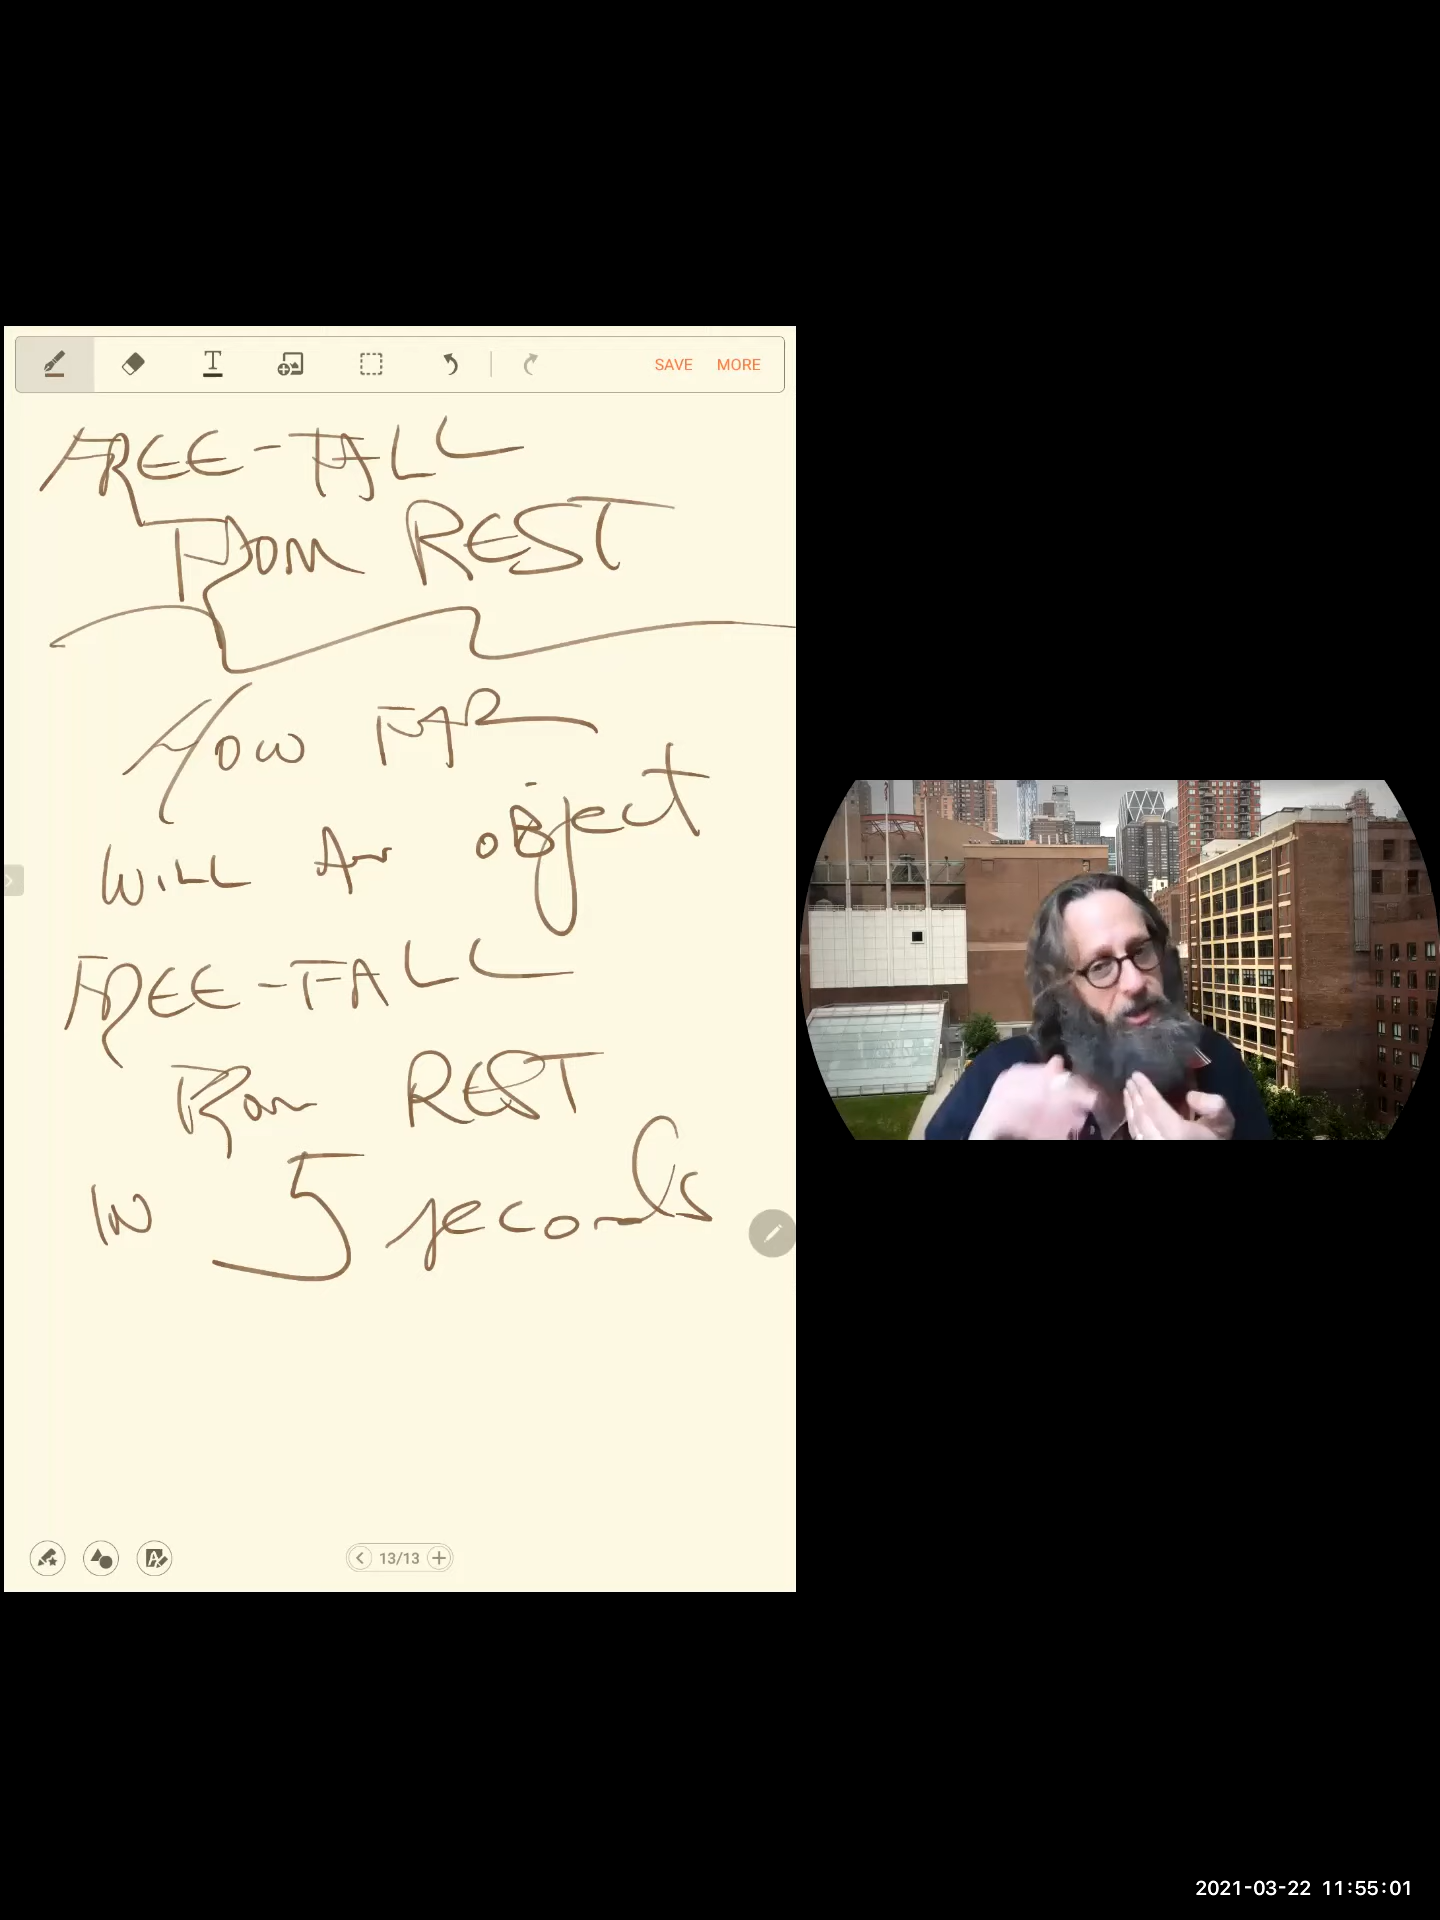 T
SAVE MORE
FREE-FALL
FROM REST
HOW FAR
WILL AN OBJECT
FREE-FALL
FROM REST
IN 5 seconds
A
13/13
2021-03-22 11:55:01